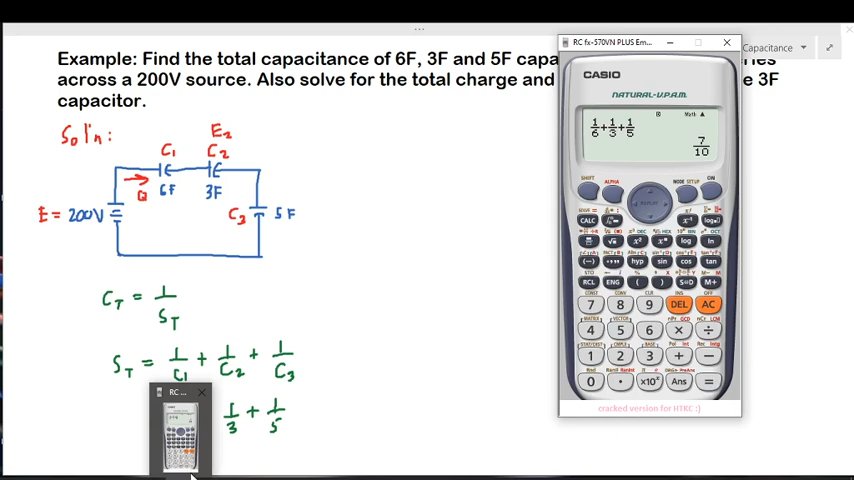 Example: Find the total capacitance of 6F, 3F and 5F capa
across a 200V source. Also solve for the total charge and
capacitor.
ries
e 3F
Capacitance
RC fx-570VN PLUS Em...
CASIO
NATURAL-V.P.A.M.
Math
1/6+1/3+1/5
7/10
SHIFT ALPHA MODE SETUP ON
CALC x⁻¹
log ln
(−) hyp sin cos tan
RCL ENG ( ) S⇔D M+
7 8 9 DEL AC
4 5 6 × ÷
1 2 3 + −
0 . ×10ˣ Ans =
cracked version for HTKC :)
Sol'n:
E₂
C₁ C₂
Q 6F 3F
E = 200V C₃ 5F
C_T = 1/S_T
S_T = 1/C₁ + 1/C₂ + 1/C₃
1/3 + 1/5
RC ...